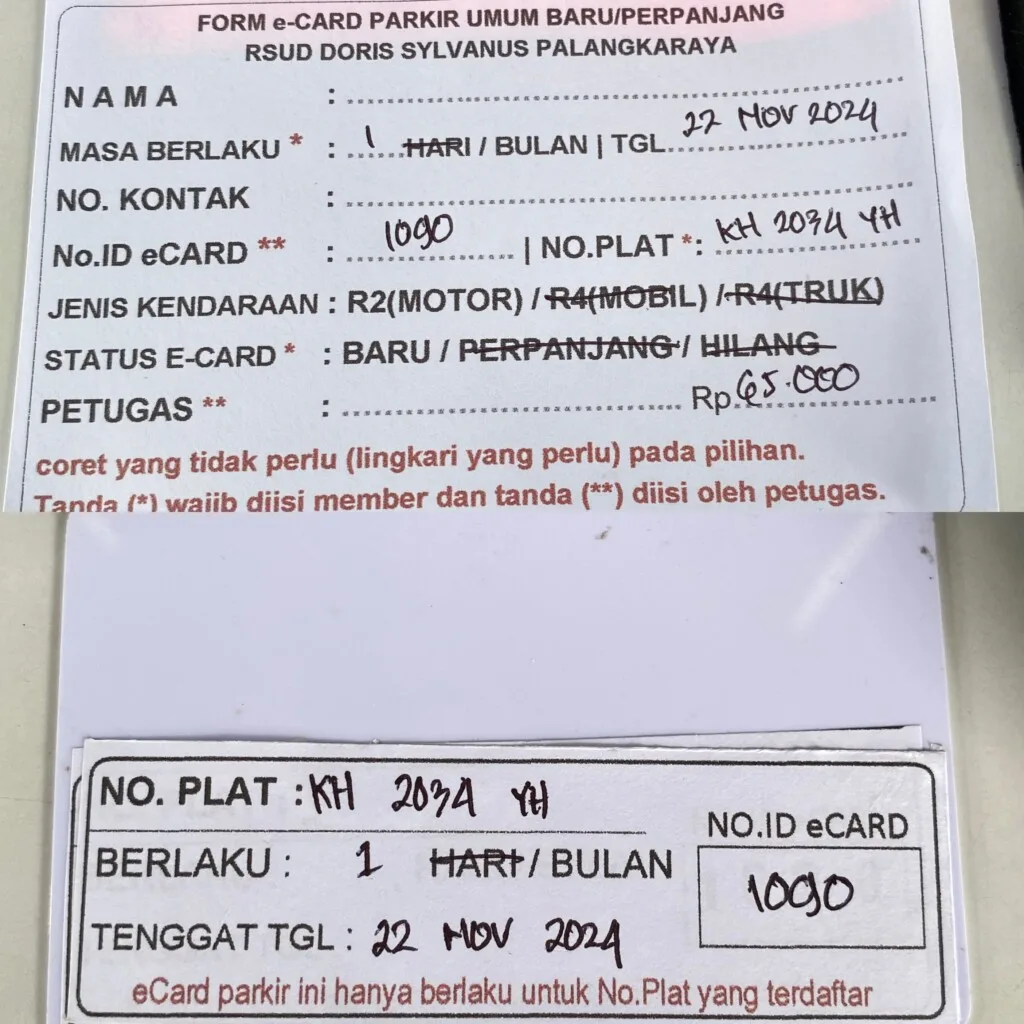 FORM e-CARD PARKIR UMUM BARU/PERPANJANG
RSUD DORIS SYLVANUS PALANGKARAYA
NAMA :
MASA BERLAKU * : 1 HARI / BULAN | TGL. 22 NOV 2024
NO. KONTAK :
No.ID eCARD ** : 1090 | NO.PLAT *: KH 2034 YH
JENIS KENDARAAN : R2(MOTOR) / R4(MOBIL) / R4(TRUK)
STATUS E-CARD * : BARU / PERPANJANG / HILANG
PETUGAS ** : Rp 65.000
coret yang tidak perlu (lingkari yang perlu) pada pilihan.
Tanda (*) wajib diisi member dan tanda (**) diisi oleh petugas.
NO. PLAT : KH 2034 YH
NO.ID eCARD
BERLAKU : 1 HARI / BULAN
1090
TENGGAT TGL : 22 NOV 2024
eCard parkir ini hanya berlaku untuk No.Plat yang terdaftar